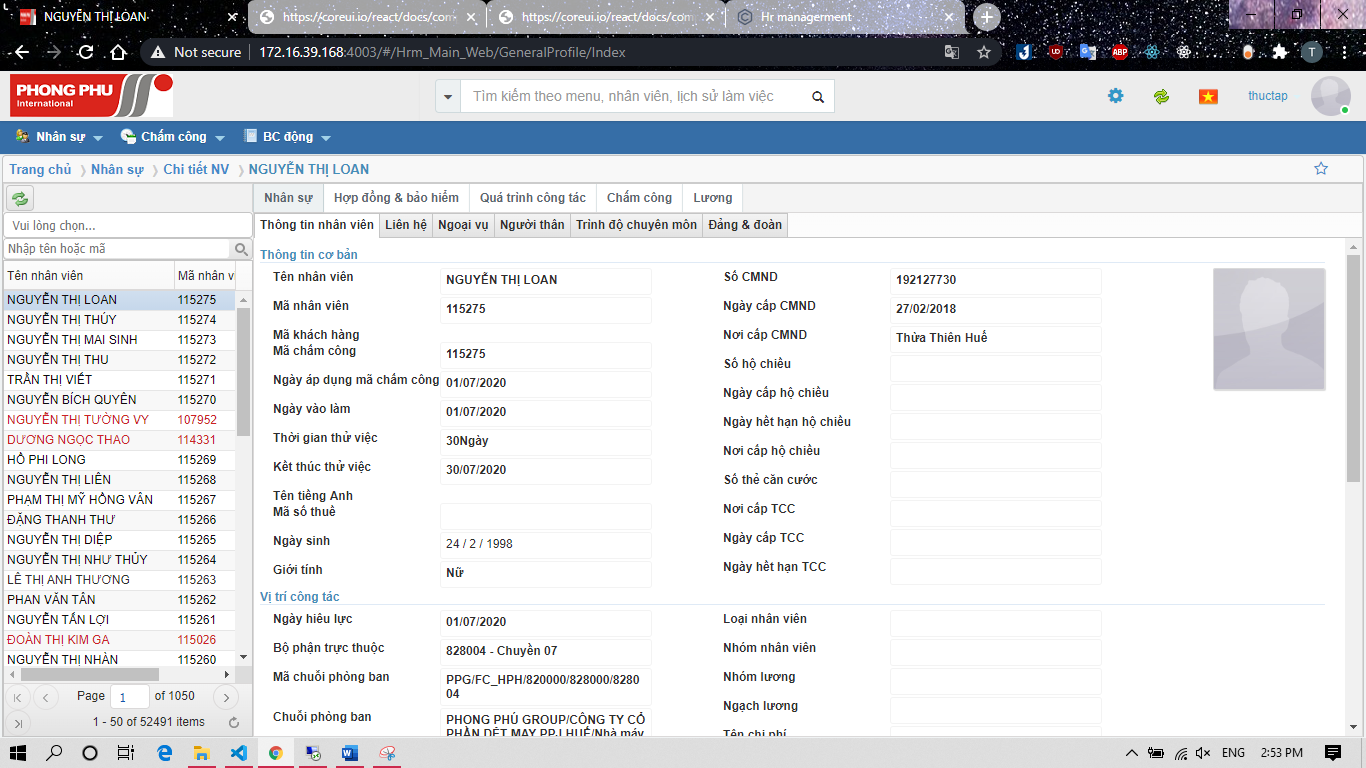 NGUYỄN THỊ LOAN
https://coreui.io/react/docs/com
https://coreui.io/react/docs/com
Hr managerment
Not secure | 172.16.39.168:4003/#/Hrm_Main_Web/GeneralProfile/Index
PHONG PHU
International
Tìm kiếm theo menu, nhân viên, lịch sử làm việc
thuctap
Nhân sự Chấm công BC động
Trang chủ Nhân sự Chi tiết NV NGUYỄN THỊ LOAN
Nhân sự Hợp đồng & bảo hiểm Quá trình công tác Chấm công Lương
Vui lòng chọn...
Thông tin nhân viên Liên hệ Ngoại vụ Người thân Trình độ chuyên môn Đảng & đoàn
Nhập tên hoặc mã
Tên nhân viên Mã nhân v
NGUYỄN THỊ LOAN 115275
NGUYỄN THỊ THÚY 115274
NGUYỄN THỊ MAI SINH 115273
NGUYỄN THỊ THU 115272
TRẦN THỊ VIẾT 115271
NGUYỄN BÍCH QUYÊN 115270
NGUYỄN THỊ TƯỜNG VY 107952
DƯƠNG NGỌC THAO 114331
HỒ PHI LONG 115269
NGUYỄN THỊ LIÊN 115268
PHẠM THỊ MỸ HỒNG VÂN 115267
ĐẶNG THANH THƯ 115266
NGUYỄN THỊ DIỆP 115265
NGUYỄN THỊ NHƯ THỦY 115264
LÊ THỊ ANH THƯƠNG 115263
PHAN VĂN TÂN 115262
NGUYỄN TẤN LỢI 115261
ĐOÀN THỊ KIM GA 115026
NGUYỄN THỊ NHÀN 115260
Page 1 of 1050
1 - 50 of 52491 items
Thông tin cơ bản
Tên nhân viên NGUYỄN THỊ LOAN
Mã nhân viên 115275
Mã khách hàng
Mã chấm công 115275
Ngày áp dụng mã chấm công 01/07/2020
Ngày vào làm 01/07/2020
Thời gian thử việc 30Ngày
Kết thúc thử việc 30/07/2020
Tên tiếng Anh
Mã số thuế
Ngày sinh 24 / 2 / 1998
Giới tính Nữ
Số CMND 192127730
Ngày cấp CMND 27/02/2018
Nơi cấp CMND Thừa Thiên Huế
Số hộ chiếu
Ngày cấp hộ chiếu
Ngày hết hạn hộ chiếu
Nơi cấp hộ chiếu
Số thẻ căn cước
Nơi cấp TCC
Ngày cấp TCC
Ngày hết hạn TCC
Vị trí công tác
Ngày hiệu lực 01/07/2020
Bộ phận trực thuộc 828004 - Chuyền 07
Mã chuỗi phòng ban PPG/FC_HPH/820000/828000/8280
04
Chuỗi phòng ban PHONG PHÚ GROUP/CÔNG TY CỔ
PHẦN DỆT MAY PPJ HUẾ/Nhà máy
Loại nhân viên
Nhóm nhân viên
Nhóm lương
Ngạch lương
Tên chi phí
ENG 2:53 PM